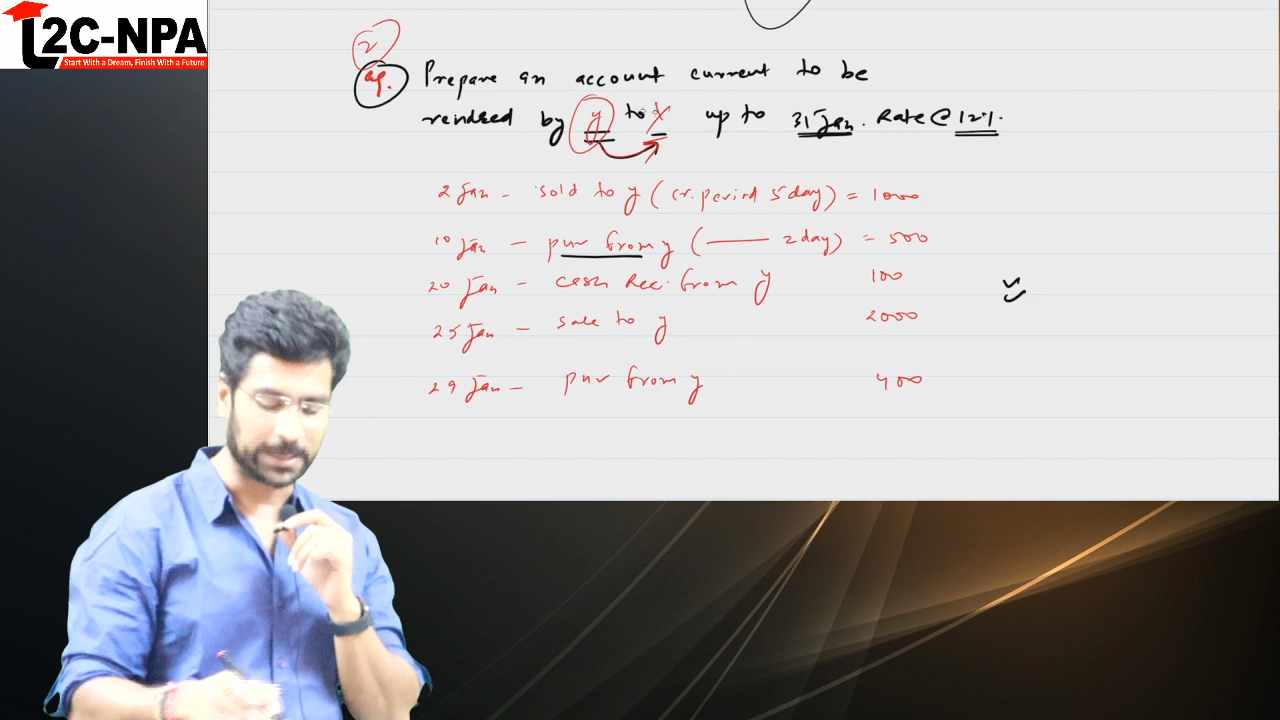 L2C-NPA
Start With a Dream, Finish With a Future
2
Q. Prepare an account current to be
rendred by y to x up to 31 Jan. Rate @ 12%.
2 Jan - sold to y (cr. period 5 day) = 1000
10 Jan - pur from y ( —— 2 day) = 500
20 Jan - cash Rec. from y 100
25 Jan - sale to y 2000
29 Jan - pur from y 400